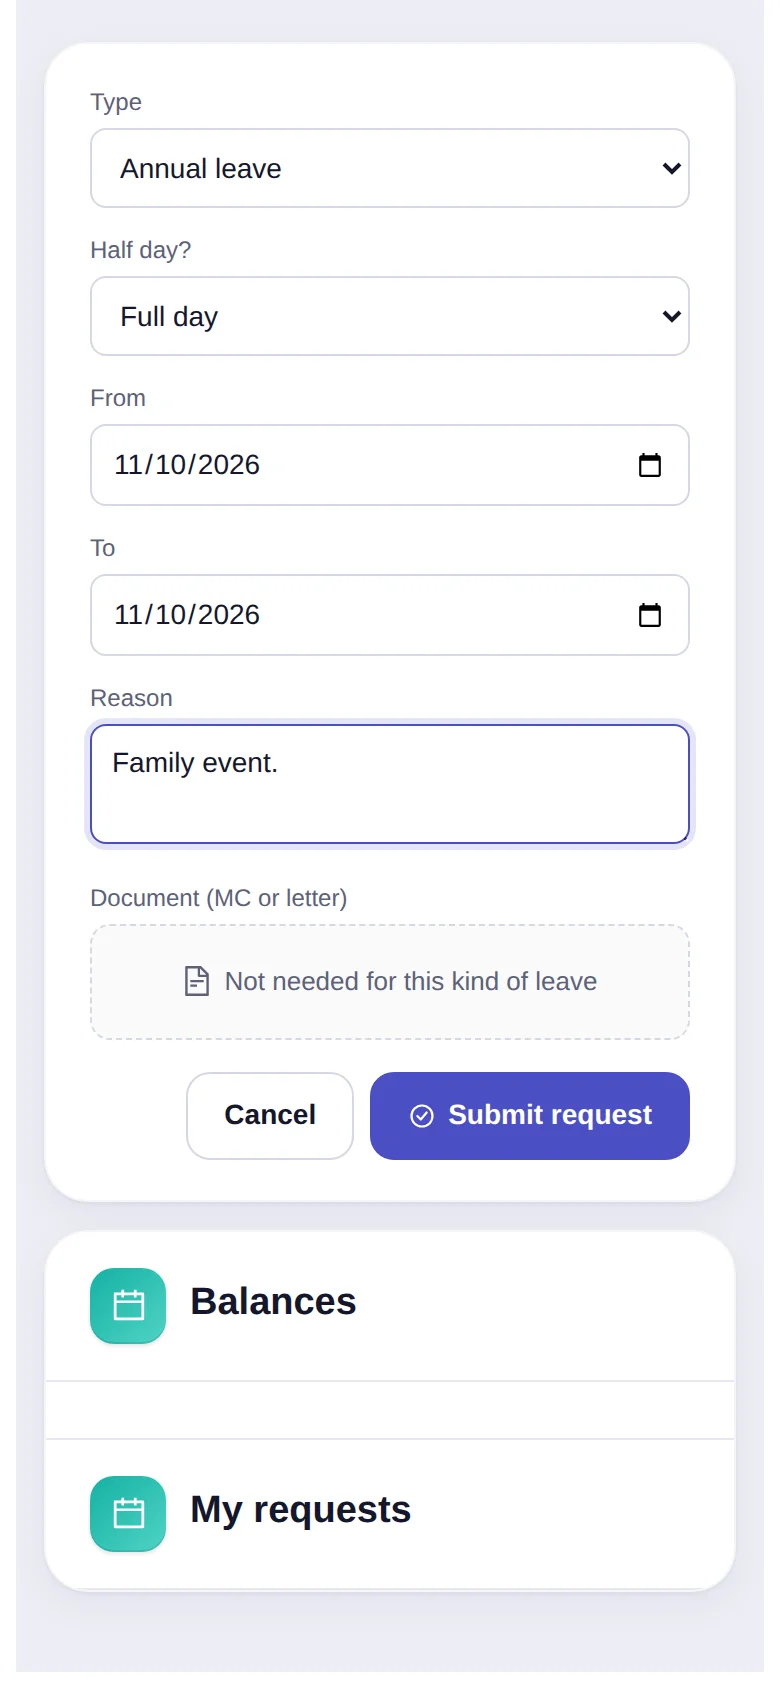 Type
Annual leave
Half day?
Full day
From
11/10/2026
To
11/10/2026
Reason
Family event.
Document (MC or letter)
Not needed for this kind of leave
Cancel
Submit request
Balances
My requests